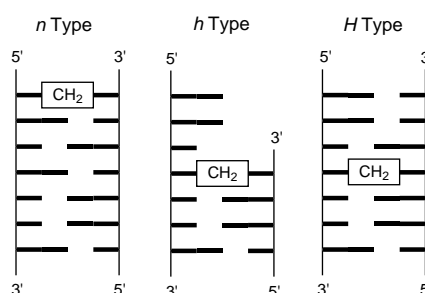 n Type h Type H Type
5' 3' 5' 5' 3'
CH2
3'
CH2 CH2
3' 5' 3' 5' 3' 5'